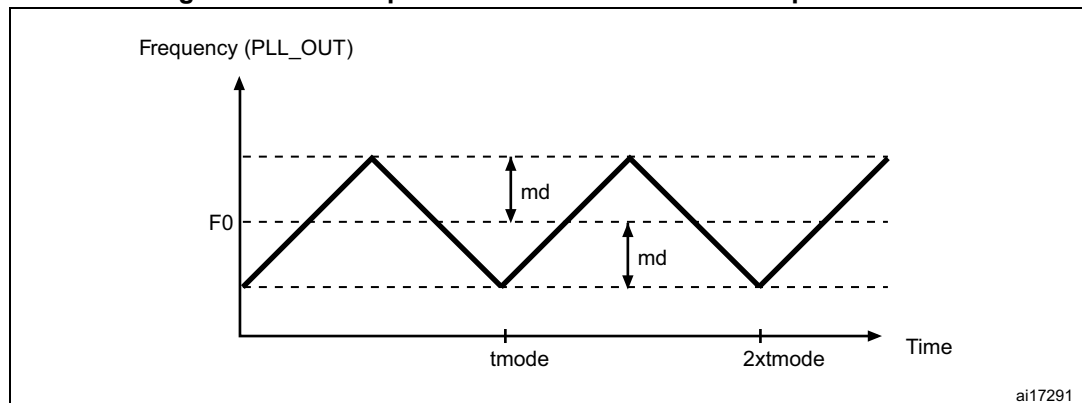 Frequency (PLL_OUT)
md
F0
md
tmode
2xtmode
Time
ai17291